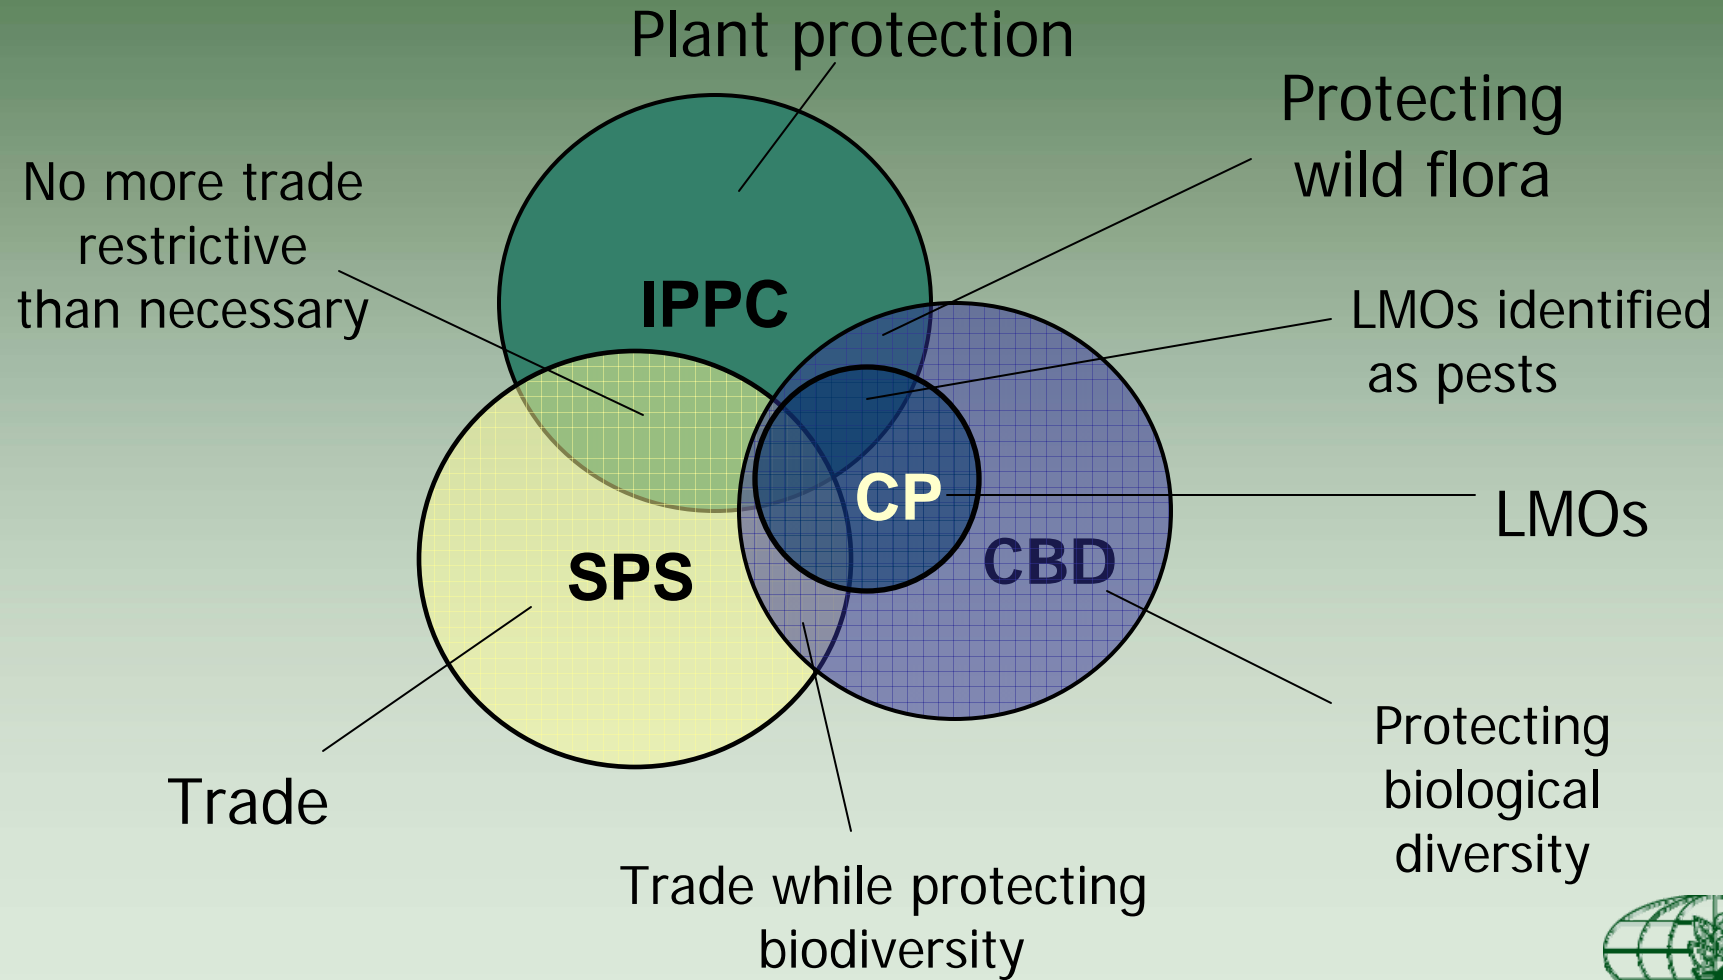 Plant protection
Protecting
wild flora
No more trade
restrictive
than necessary
IPPC
LMOs identified
as pests
CP
LMOs
SPS
CBD
Trade
Protecting
biological
diversity
Trade while protecting
biodiversity